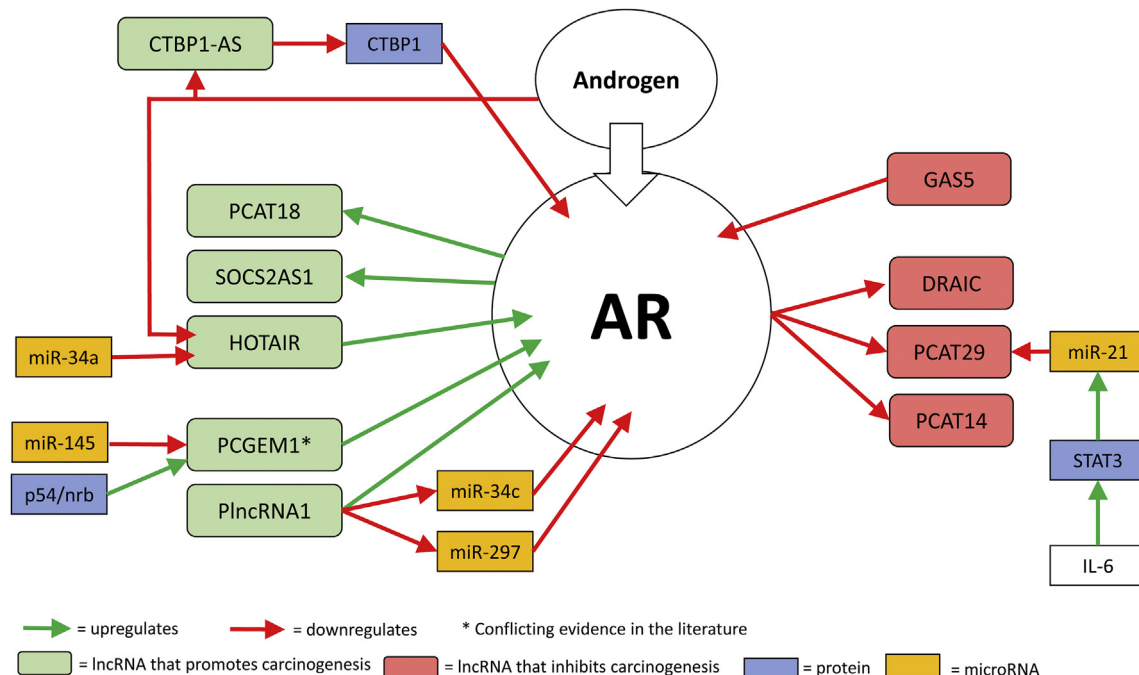 CTBP1-AS
CTBP1
Androgen
GAS5
PCAT18
SOCS2AS1
DRAIC
AR
HOTAIR
miR-34a
PCAT29
miR-21
PCAT14
miR-145
PCGEM1*
STAT3
p54/nrb
miR-34c
PlncRNA1
miR-297
IL-6
= upregulates
= downregulates
* Conflicting evidence in the literature
= lncRNA that promotes carcinogenesis
= lncRNA that inhibits carcinogenesis
= protein
= microRNA